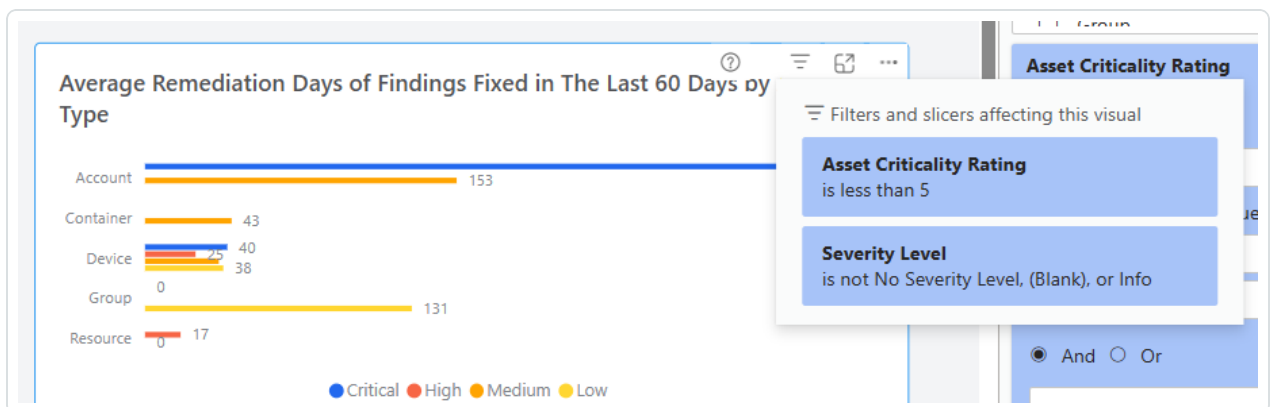 Group
Average Remediation Days of Findings Fixed in The Last 60 Days by
Type
Asset Criticality Rating
Filters and slicers affecting this visual
Asset Criticality Rating
is less than 5
Severity Level
is not No Severity Level, (Blank), or Info
Account
153
Container
43
Device
40
25
38
Group
0
131
Resource
0
17
Critical
High
Medium
Low
ue
And
Or